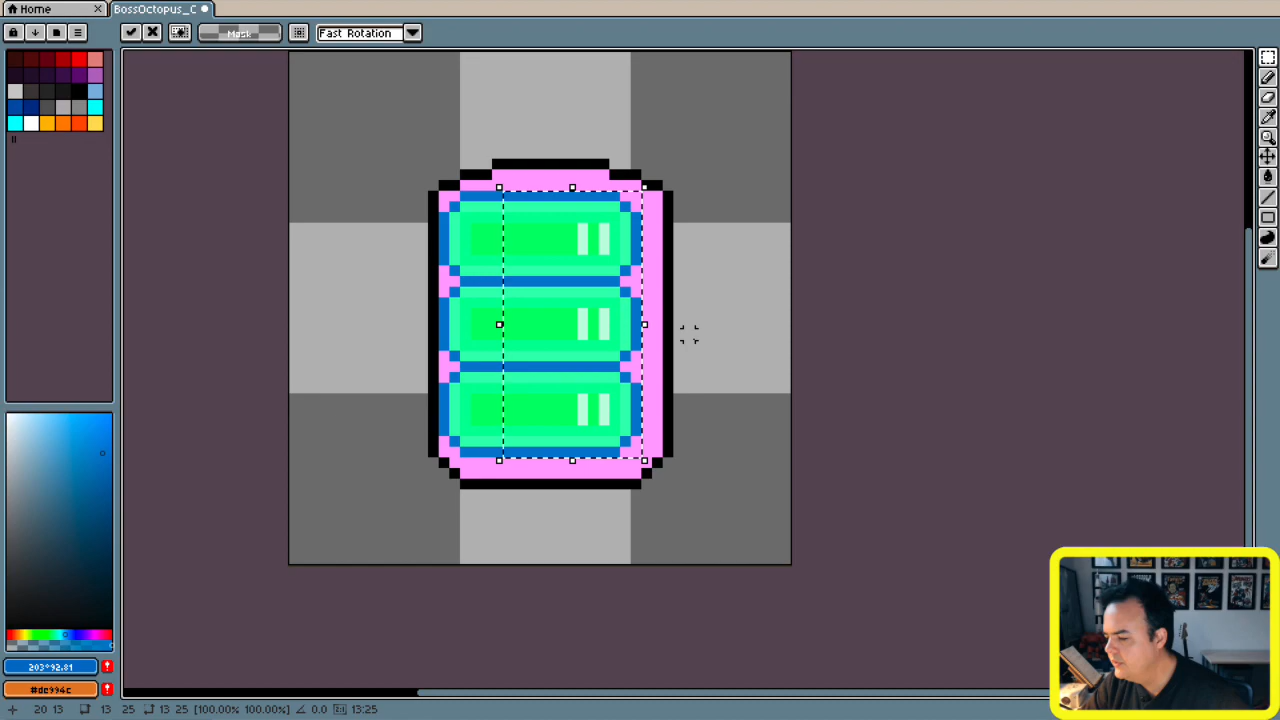 Home
BossOctopus_C
Mask
Fast Rotation
203°92.81
#de994c
20 13 13 25 13 25 [100.00% 100.00%] 0.0 13:25